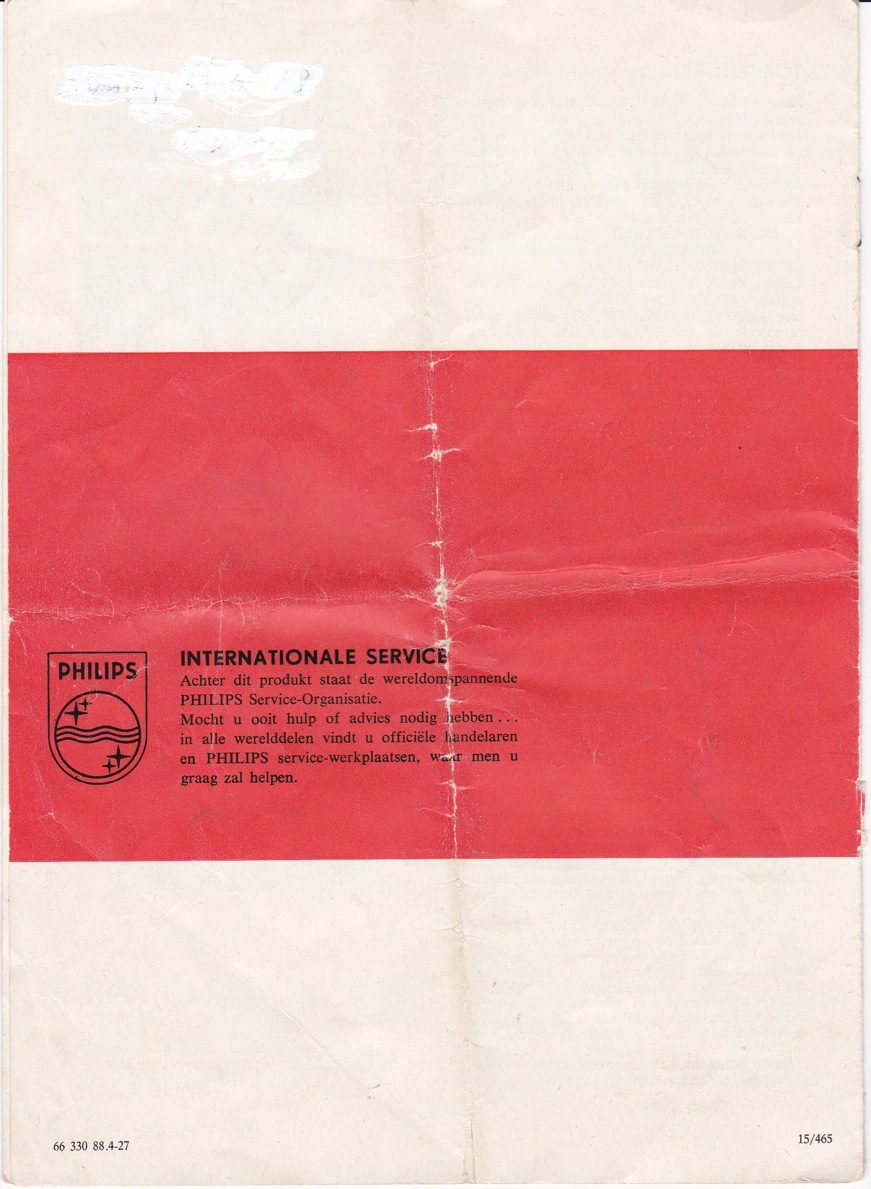 PHILIPS
INTERNATIONALE SERVICE
Achter dit produkt staat de wereldomspannende
PHILIPS Service-Organisatie.
Mocht u ooit hulp of advies nodig hebben...
in alle werelddelen vindt u officiële handelaren
en PHILIPS service-werkplaatsen, waar men u
graag zal helpen.
66 330 88.4-27
15/465